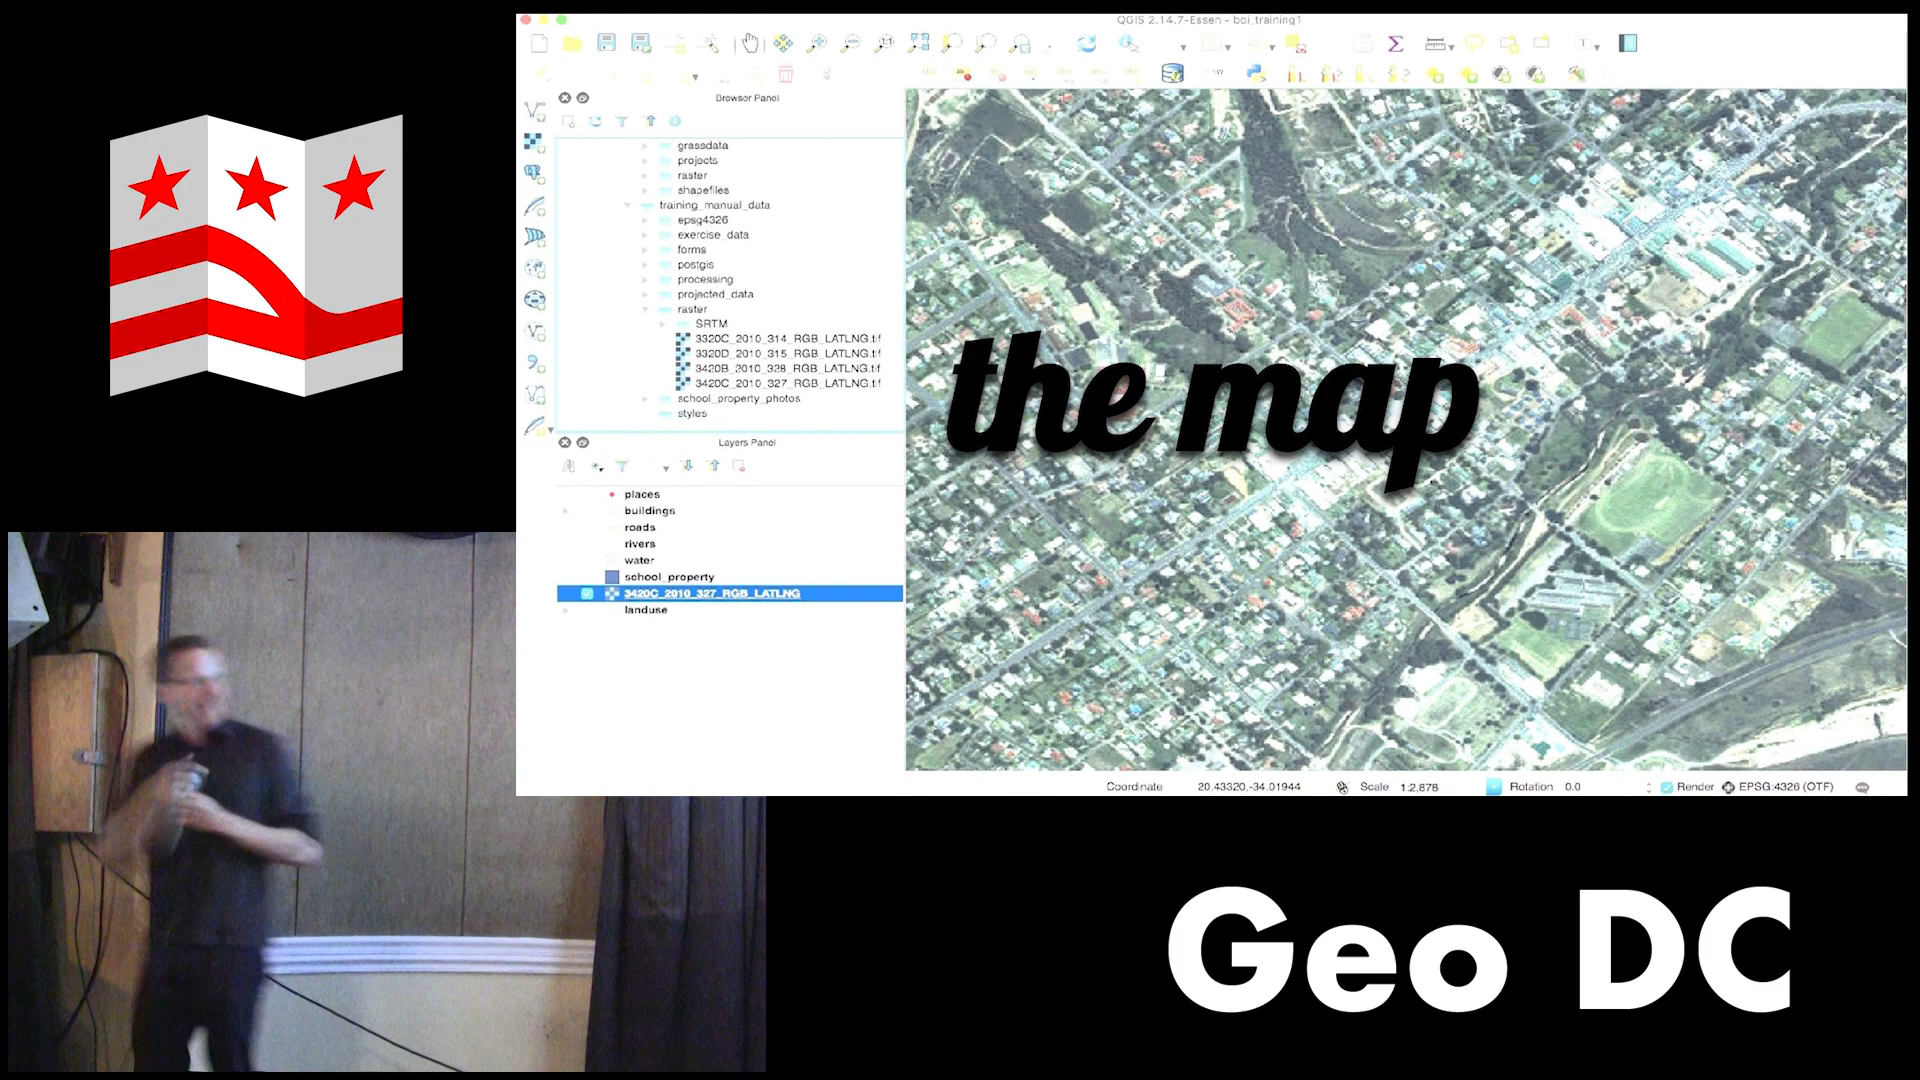 QGIS 2.14.7-Essen - bci_training1
Browser Panel
grassdata
projects
raster
shapefiles
training_manual_data
epsg4326
exercise_data
forms
postgis
processing
projected_data
raster
SRTM
3320C_2010_314_RGB_LATLNG.tif
3320D_2010_315_RGB_LATLNG.tif
3420B_2010_328_RGB_LATLNG.tif
3420C_2010_327_RGB_LATLNG.tif
school_property_photos
styles
the map
Layers Panel
places
buildings
roads
rivers
water
school_property
3420C_2010_327_RGB_LATLNG
landuse
Coordinate 20.43320,-34.01944 Scale 1:2,878 Rotation 0.0 Render EPSG:4326 (OTF)
Geo DC